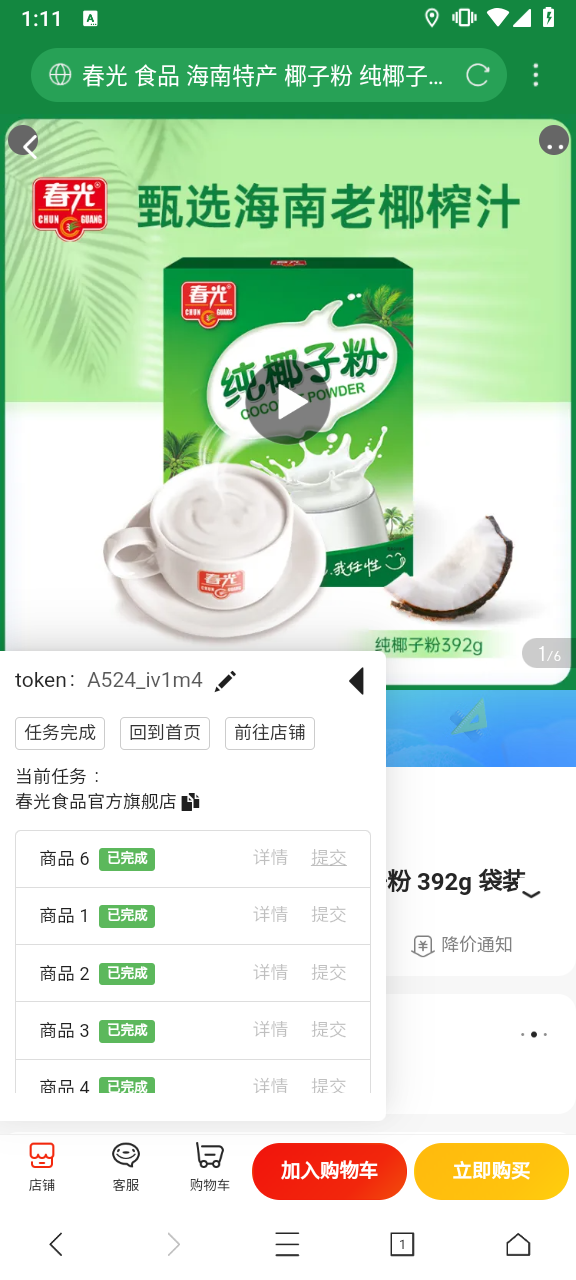 1:11
春光 食品 海南特产 椰子粉 纯椰子...
春光®
CHUN GUANG
甄选海南老椰榨汁
春光
春光
CHUN GUANG
纯椰子粉
POWDER
春光
我任性
纯椰子粉392g
1/6
token： A524_iv1m4
任务完成
回到首页
前往店铺
当前任务：
春光食品官方旗舰店
商品 6 已完成 详情 提交
商品 1 已完成 详情 提交
商品 2 已完成 详情 提交
商品 3 已完成 详情 提交
商品 4 已完成 详情 提交
粉 392g 袋装
降价通知
店铺
客服
购物车
加入购物车
立即购买
1